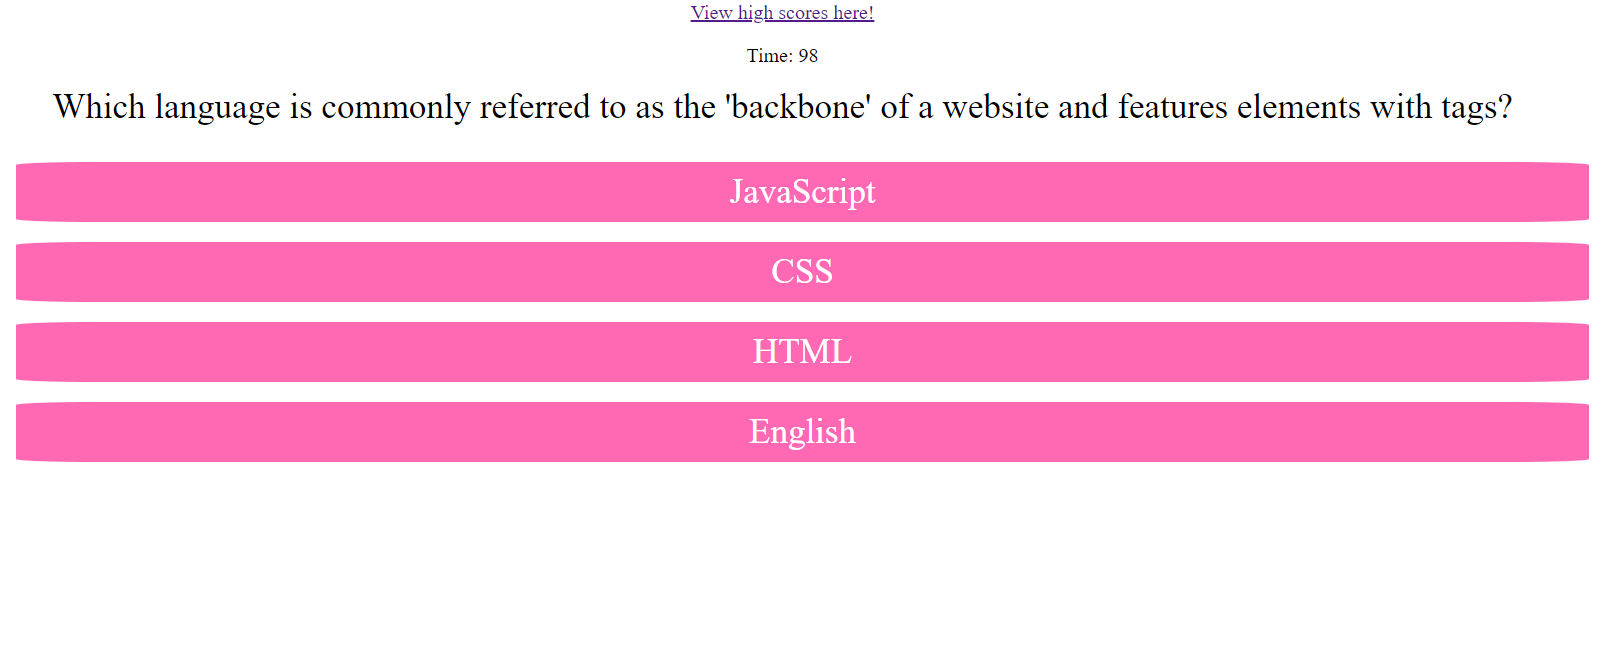 View high scores here!
Time: 98
Which language is commonly referred to as the 'backbone' of a website and features elements with tags?
JavaScript
CSS
HTML
English